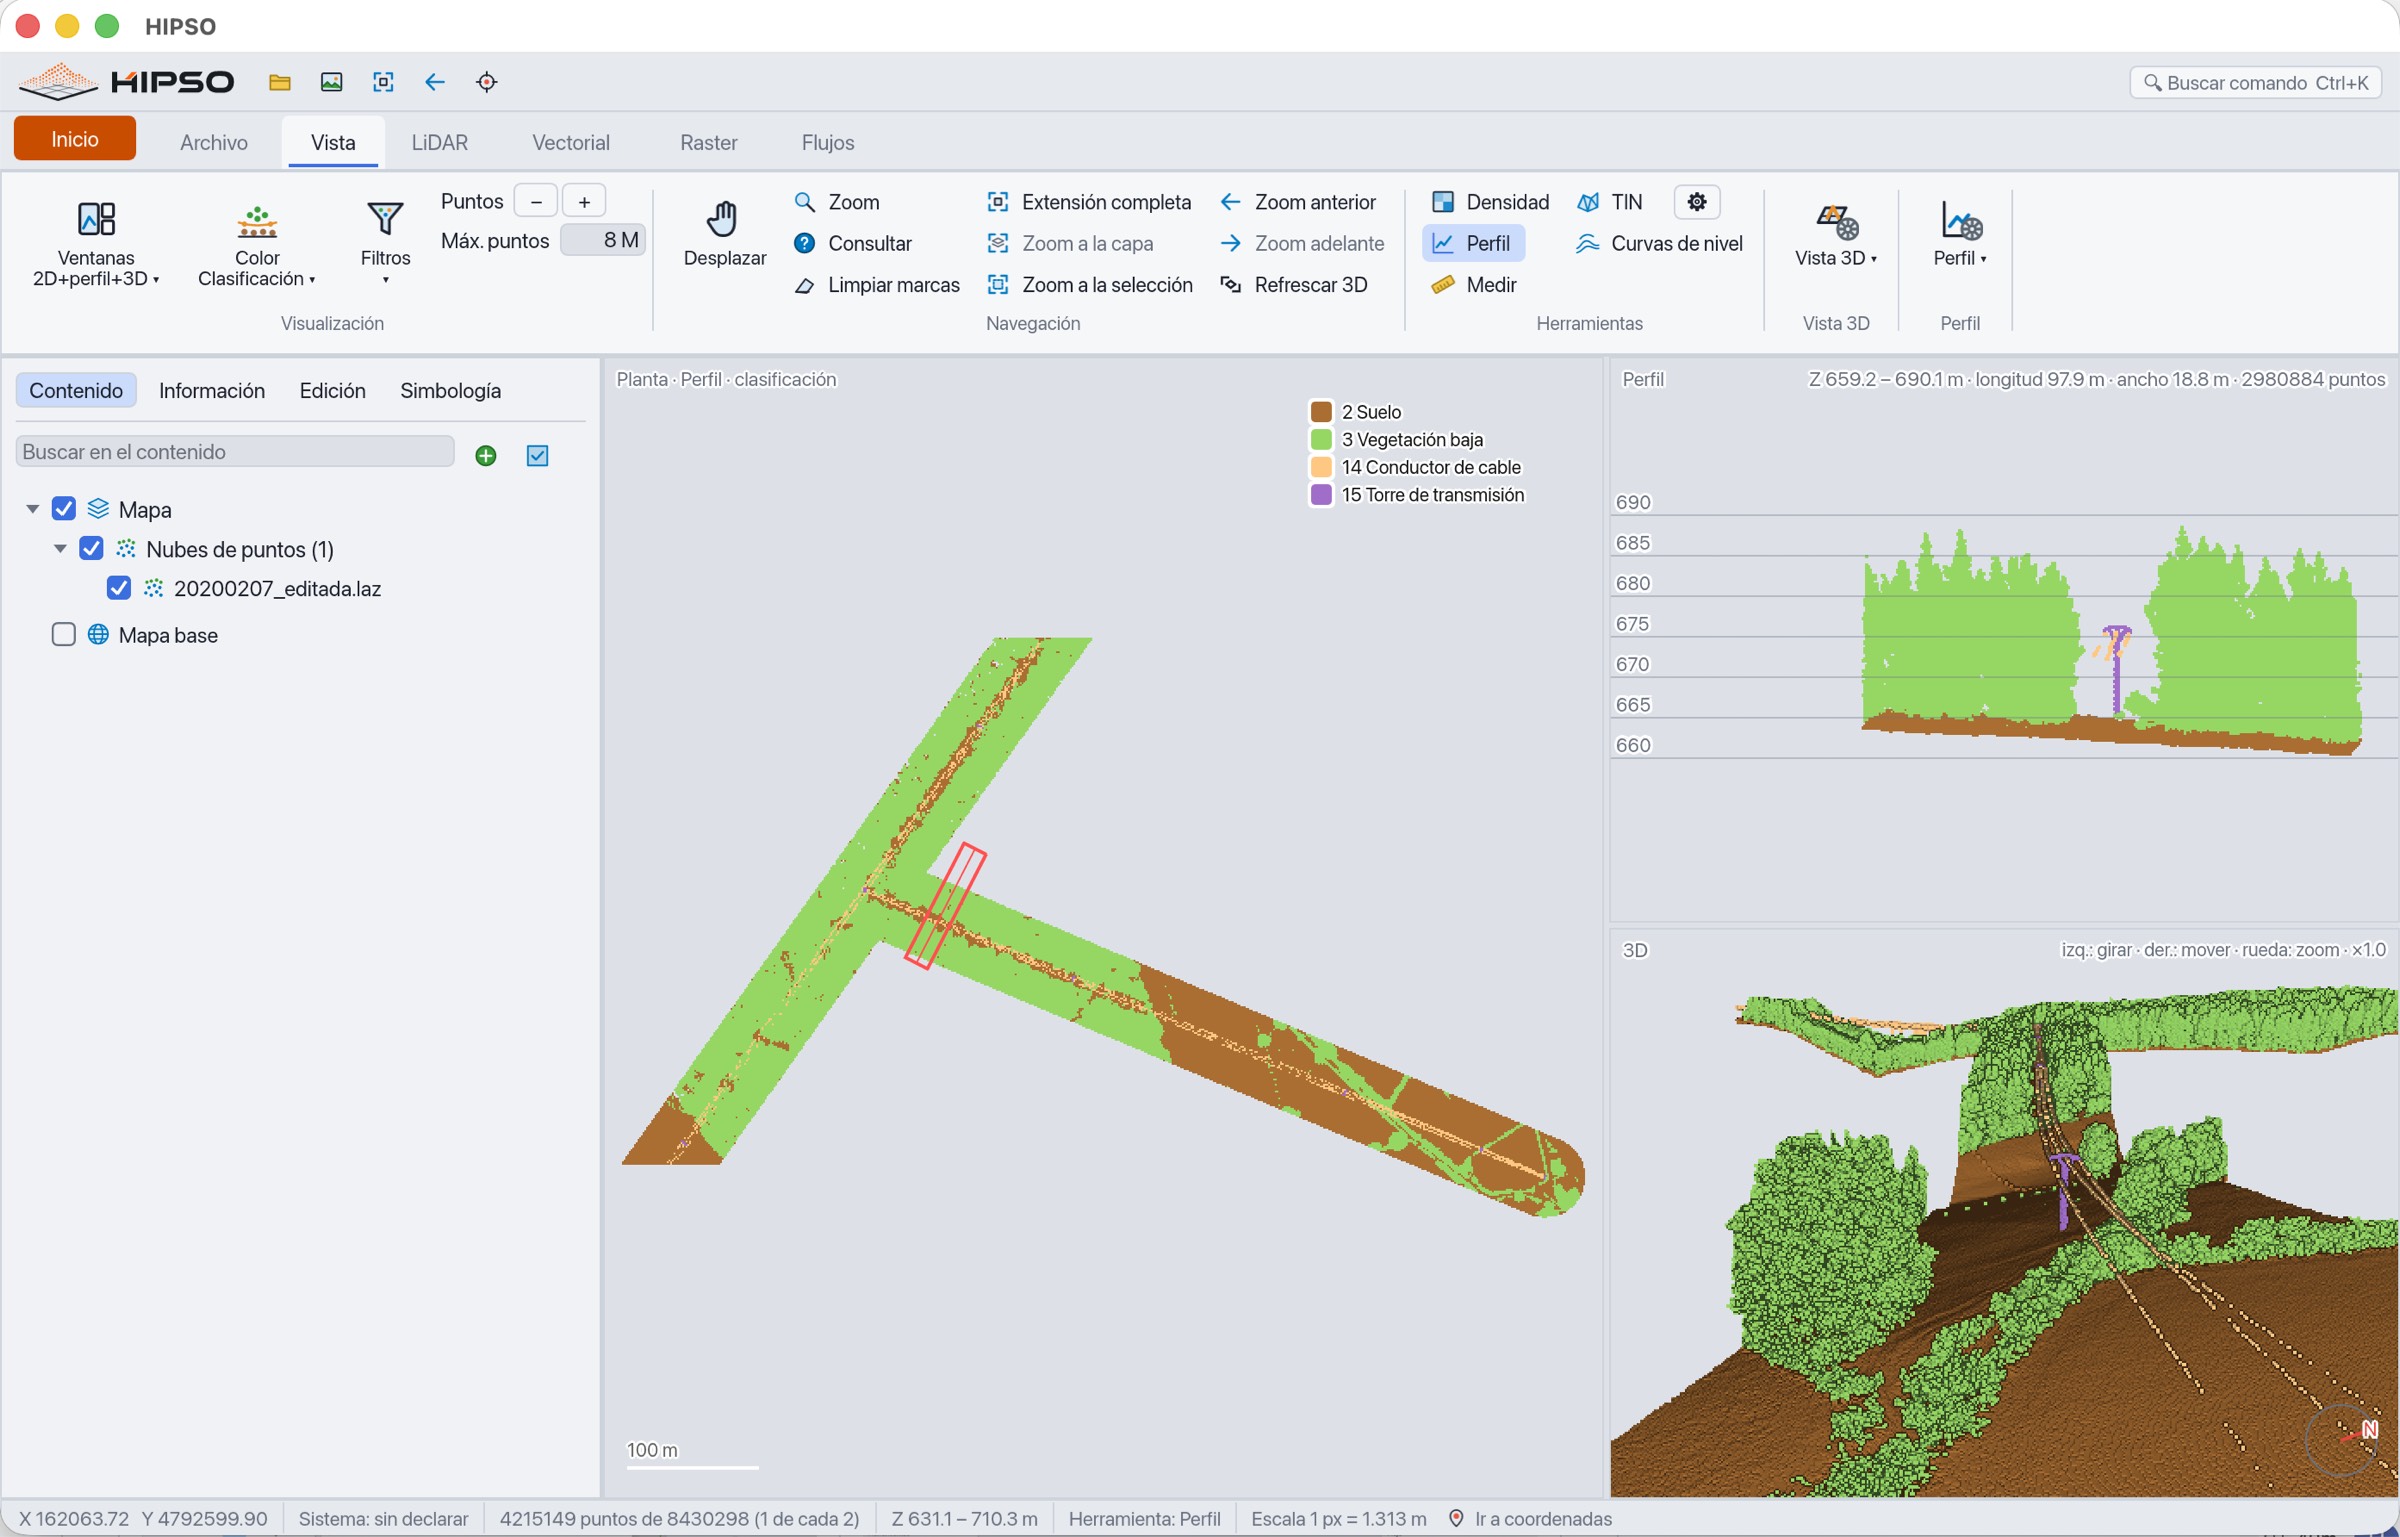 HIPSO
HIPSO
Buscar comando Ctrl+K
Inicio
Archivo
Vista
LiDAR
Vectorial
Raster
Flujos
Ventanas
2D+perfil+3D
Color
Clasificación
Filtros
Puntos − +
Máx. puntos 8 M
Visualización
Desplazar
Zoom
Consultar
Limpiar marcas
Extensión completa
Zoom a la capa
Zoom a la selección
Zoom anterior
Zoom adelante
Refrescar 3D
Navegación
Densidad
Perfil
Medir
TIN
Curvas de nivel
Herramientas
Vista 3D
Vista 3D
Perfil
Perfil
Contenido
Información
Edición
Simbología
Buscar en el contenido
Mapa
Nubes de puntos (1)
20200207_editada.laz
Mapa base
Planta · Perfil · clasificación
2 Suelo
3 Vegetación baja
14 Conductor de cable
15 Torre de transmisión
100 m
Perfil
Z 659.2 – 690.1 m · longitud 97.9 m · ancho 18.8 m · 2980884 puntos
690
685
680
675
670
665
660
3D
izq.: girar · der.: mover · rueda: zoom · ×1.0
N
X 162063.72 Y 4792599.90
Sistema: sin declarar
4215149 puntos de 8430298 (1 de cada 2)
Z 631.1 – 710.3 m
Herramienta: Perfil
Escala 1 px = 1.313 m
Ir a coordenadas